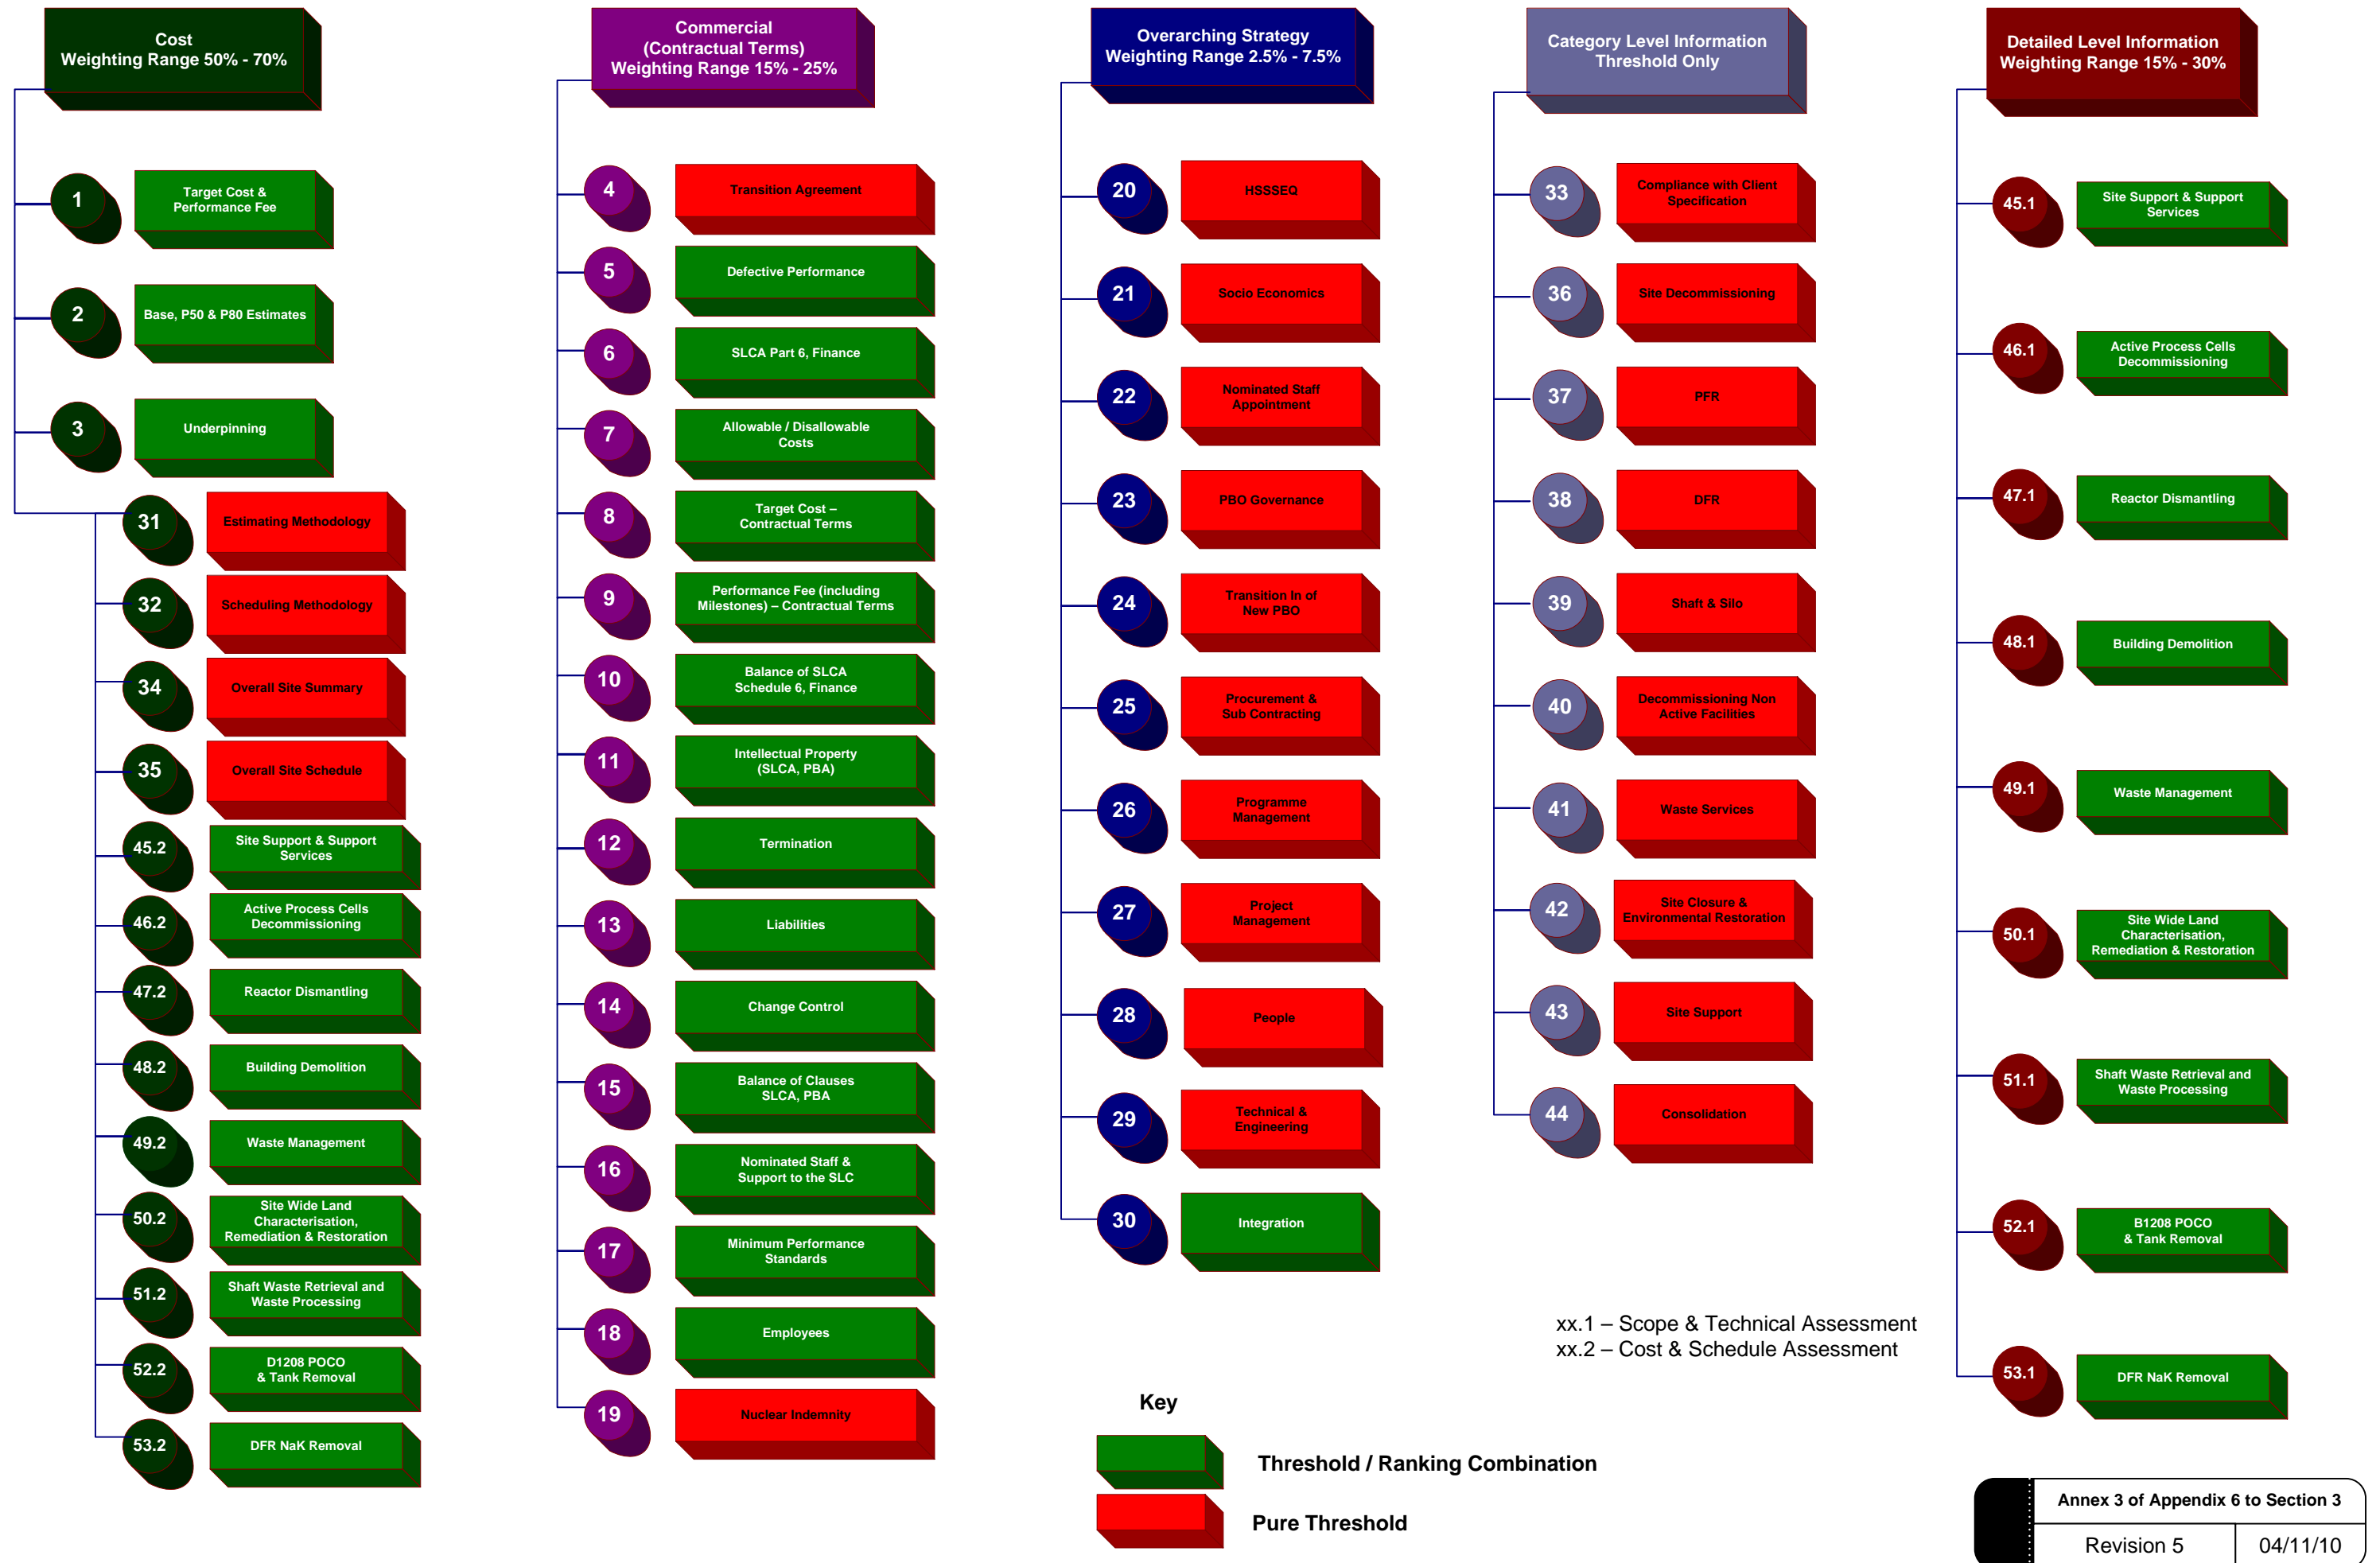 Cost
Weighting Range 50% - 70%
1
Target Cost &
Performance Fee
2
Base, P50 & P80 Estimates
3
Underpinning
31
Estimating Methodology
32
Scheduling Methodology
34
Overall Site Summary
35
Overall Site Schedule
45.2
Site Support & Support
Services
46.2
Active Process Cells
Decommissioning
47.2
Reactor Dismantling
48.2
Building Demolition
49.2
Waste Management
50.2
Site Wide Land
Characterisation,
Remediation & Restoration
51.2
Shaft Waste Retrieval and
Waste Processing
52.2
D1208 POCO
& Tank Removal
53.2
DFR NaK Removal
Commercial
(Contractual Terms)
Weighting Range 15% - 25%
4
Transition Agreement
5
Defective Performance
6
SLCA Part 6, Finance
7
Allowable / Disallowable
Costs
8
Target Cost –
Contractual Terms
9
Performance Fee (including
Milestones) – Contractual Terms
10
Balance of SLCA
Schedule 6, Finance
11
Intellectual Property
(SLCA, PBA)
12
Termination
13
Liabilities
14
Change Control
15
Balance of Clauses
SLCA, PBA
16
Nominated Staff &
Support to the SLC
17
Minimum Performance
Standards
18
Employees
19
Nuclear Indemnity
Overarching Strategy
Weighting Range 2.5% - 7.5%
20
HSSSEQ
21
Socio Economics
22
Nominated Staff
Appointment
23
PBO Governance
24
Transition In of
New PBO
25
Procurement &
Sub Contracting
26
Programme
Management
27
Project
Management
28
People
29
Technical &
Engineering
30
Integration
Category Level Information
Threshold Only
33
Compliance with Client
Specification
36
Site Decommissioning
37
PFR
38
DFR
39
Shaft & Silo
40
Decommissioning Non
Active Facilities
41
Waste Services
42
Site Closure &
Environmental Restoration
43
Site Support
44
Consolidation
Detailed Level Information
Weighting Range 15% - 30%
45.1
Site Support & Support
Services
46.1
Active Process Cells
Decommissioning
47.1
Reactor Dismantling
48.1
Building Demolition
49.1
Waste Management
50.1
Site Wide Land
Characterisation,
Remediation & Restoration
51.1
Shaft Waste Retrieval and
Waste Processing
52.1
B1208 POCO
& Tank Removal
53.1
DFR NaK Removal
xx.1 – Scope & Technical Assessment
xx.2 – Cost & Schedule Assessment
Key
Threshold / Ranking Combination
Pure Threshold
Annex 3 of Appendix 6 to Section 3
Revision 5
04/11/10